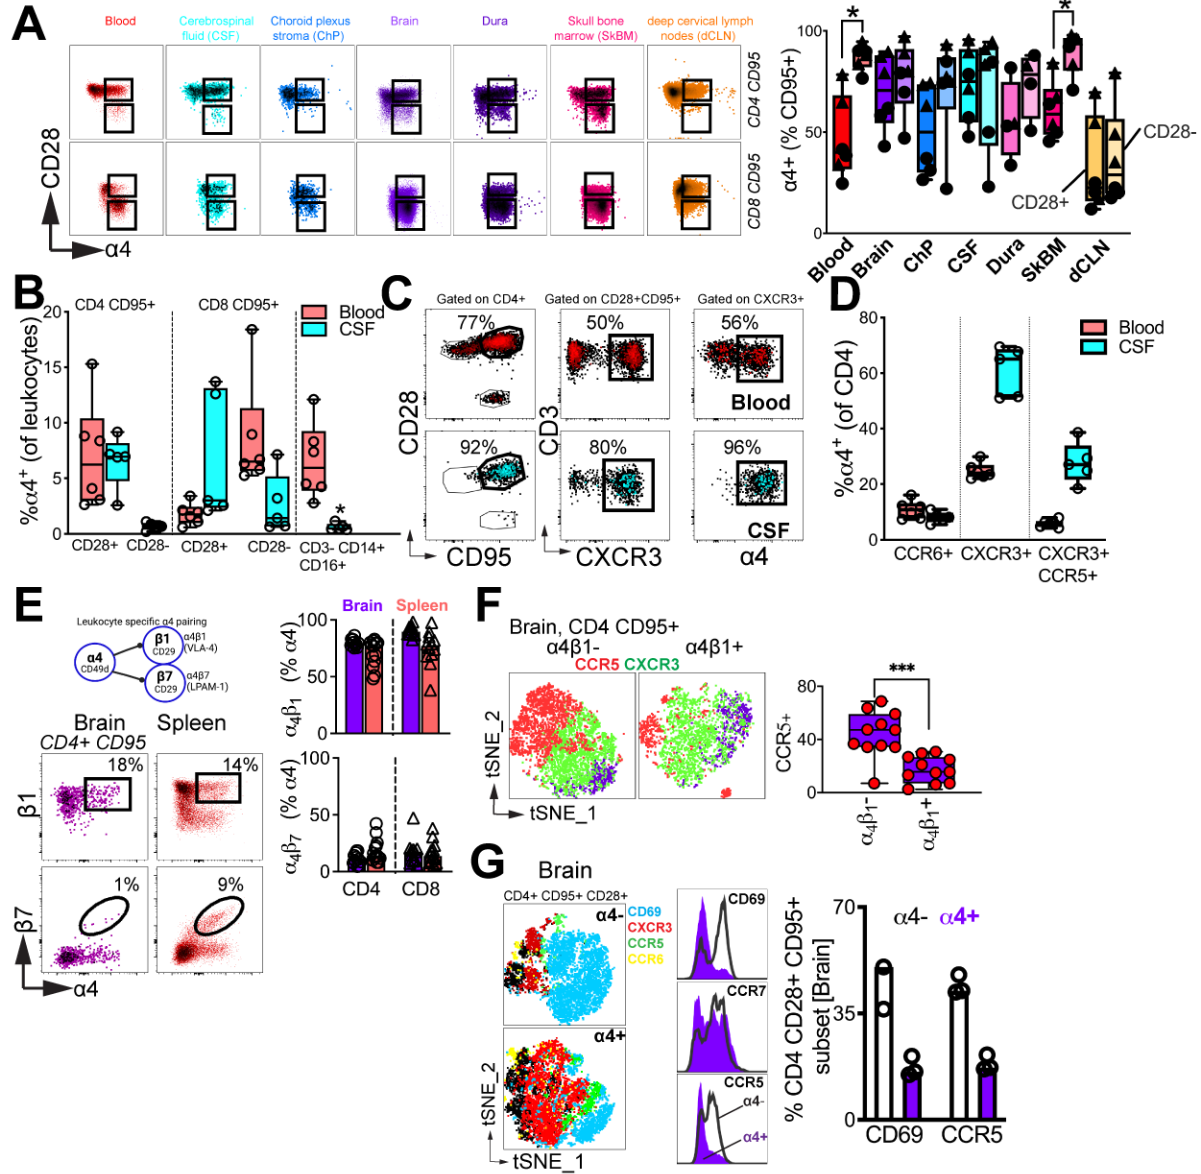 A
Blood
Cerebrospinal
fluid (CSF)
Choroid plexus
stroma (ChP)
Brain
Dura
Skull bone
marrow (SkBM)
deep cervical lymph
nodes (dCLN)
CD4 CD95
CD8 CD95
CD28
α4
α4+ (% CD95+)
100
50
0
*
*
CD28-
CD28+
Blood
Brain
ChP
CSF
Dura
SkBM
dCLN
B
CD4 CD95+
CD8 CD95+
Blood
CSF
%α4⁺ (of leukocytes)
20
15
10
5
0
*
CD28+
CD28-
CD28+
CD28-
CD3- CD14+
CD16+
C
Gated on CD4+
Gated on CD28+CD95+
Gated on CXCR3+
77%
50%
56%
Blood
92%
80%
96%
CSF
CD28
CD3
CD95
CXCR3
α4
D
Blood
CSF
%α4⁺ (of CD4)
80
60
40
20
0
CCR6+
CXCR3+
CXCR3+
CCR5+
E
Leukocyte specific α4 pairing
α4
CD49d
β1
CD29
α4β1
(VLA-4)
β7
CD29
α4β7
(LPAM-1)
Brain
Spleen
CD4+ CD95
18%
14%
1%
9%
β1
β7
α4
Brain
Spleen
α4β1 (% α4)
100
50
0
α4β7 (% α4)
100
50
0
CD4
CD8
F
Brain, CD4 CD95+
α4β1-
α4β1+
CCR5 CXCR3
tSNE_2
tSNE_1
***
CCR5+
80
40
0
α4β1-
α4β1+
G
Brain
CD4+ CD95+ CD28+
α4-
CD69
CXCR3
CCR5
CCR6
α4+
tSNE_2
tSNE_1
CD69
CCR7
CCR5
α4-
α4+
α4-
α4+
% CD4 CD28+ CD95+
subset [Brain]
70
35
0
CD69
CCR5